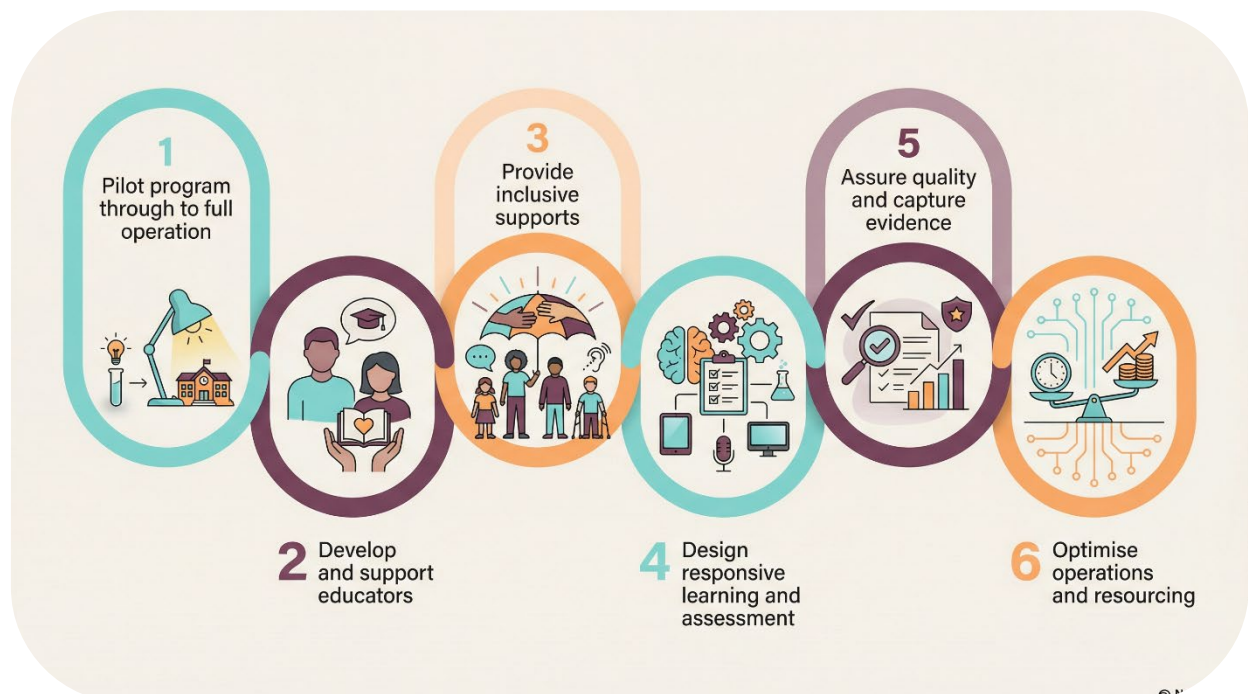 1
Pilot program
through to full
operation
2
Develop
and support
educators
3
Provide
inclusive
supports
4
Design
responsive
learning and
assessment
5
Assure quality
and capture
evidence
6
Optimise
operations
and resourcing